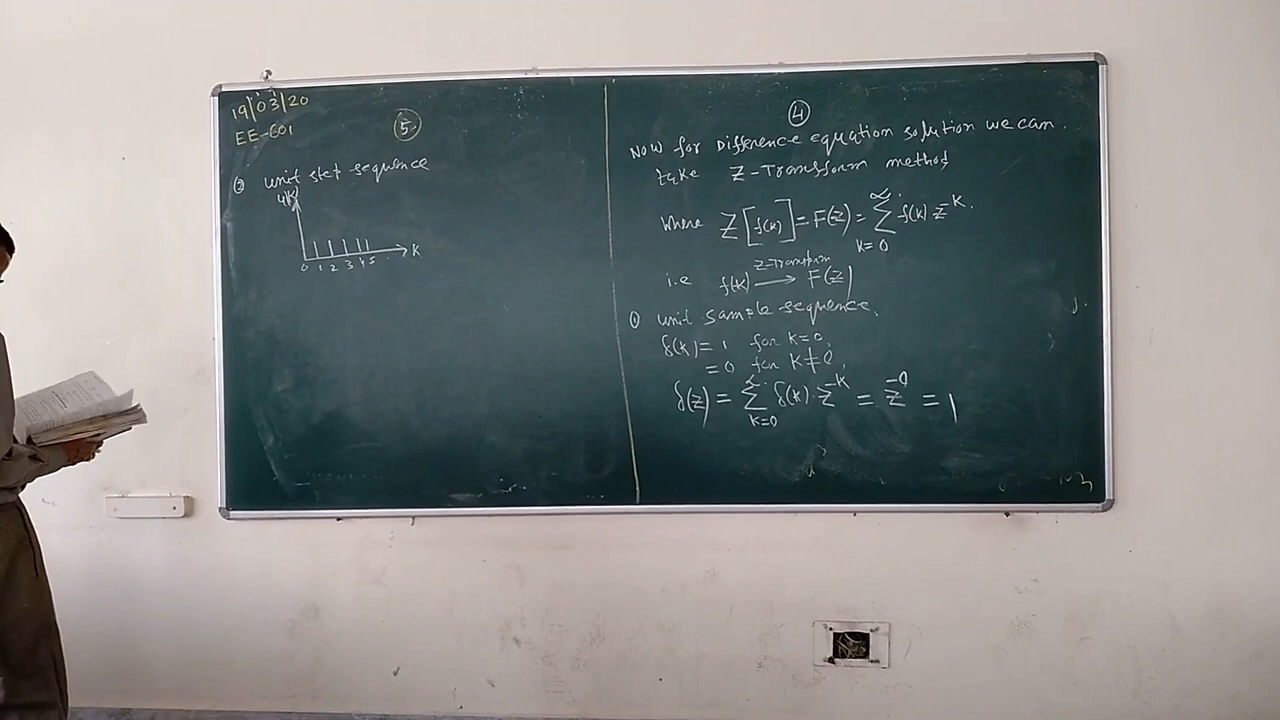 19/03/20
EE-601
⑤
② unit step sequence
u(k)
K
0 1 2 3 4 5
④
Now for Difference equation solution we can
take Z-Transform method
where Z[f(k)] = F(z) = ∞ ∑ k=0 f(k) z^-k.
i.e f(k) Z-Transform → F(z)
① unit sample sequence.
δ(k) = 1 for k=0,
= 0 for k≠0,
δ(z) = ∞ ∑ k=0 δ(k) · z^-k = z^-0 = 1